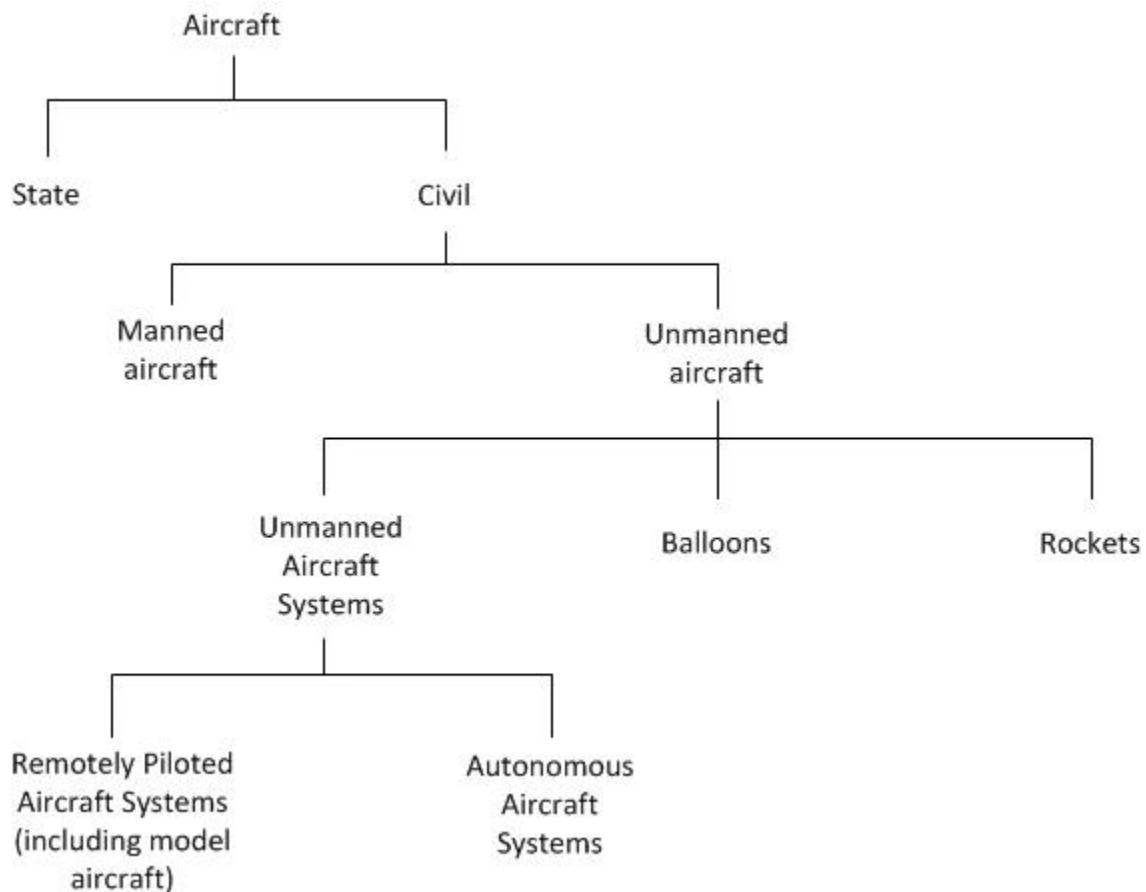 Aircraft
State
Civil
Manned
aircraft
Unmanned
aircraft
Unmanned
Aircraft
Systems
Balloons
Rockets
Remotely Piloted
Aircraft Systems
(including model
aircraft)
Autonomous
Aircraft
Systems